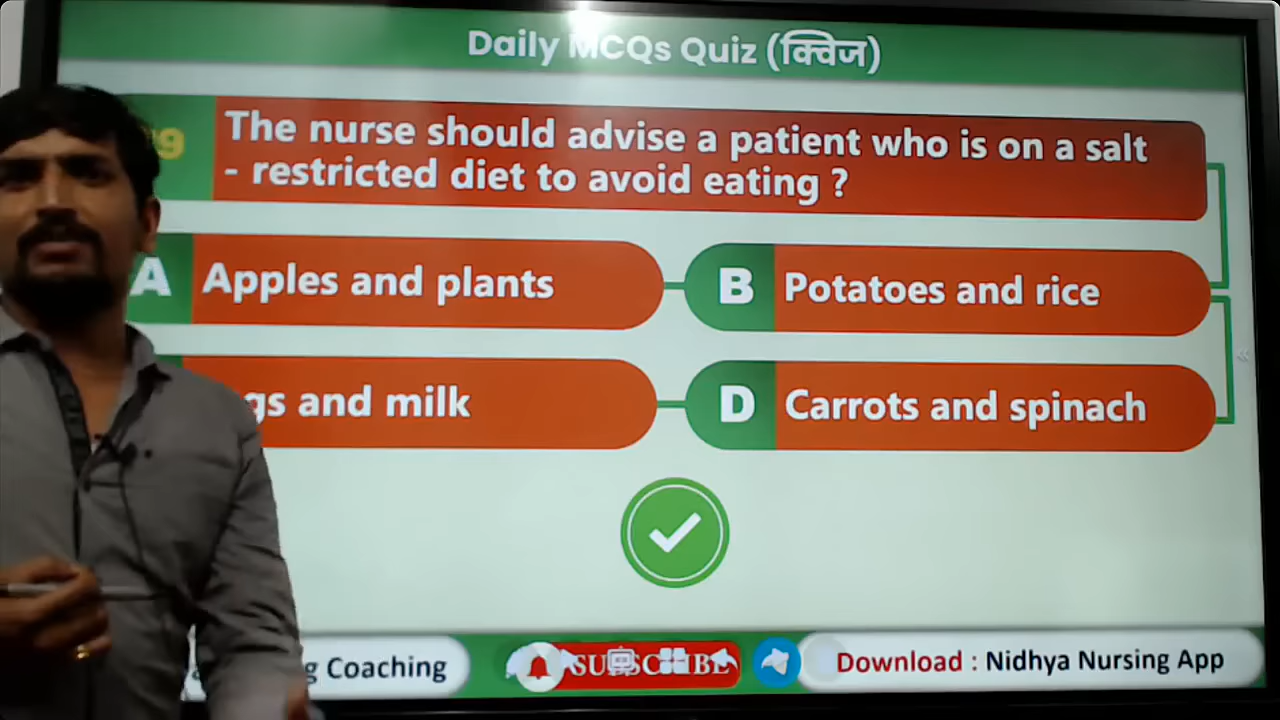 Daily MCQs Quiz (क्विज)
The nurse should advise a patient who is on a salt
- restricted diet to avoid eating ?
A Apples and plants
B Potatoes and rice
gs and milk
D Carrots and spinach
g Coaching
SUBSCRIBE
Download : Nidhya Nursing App